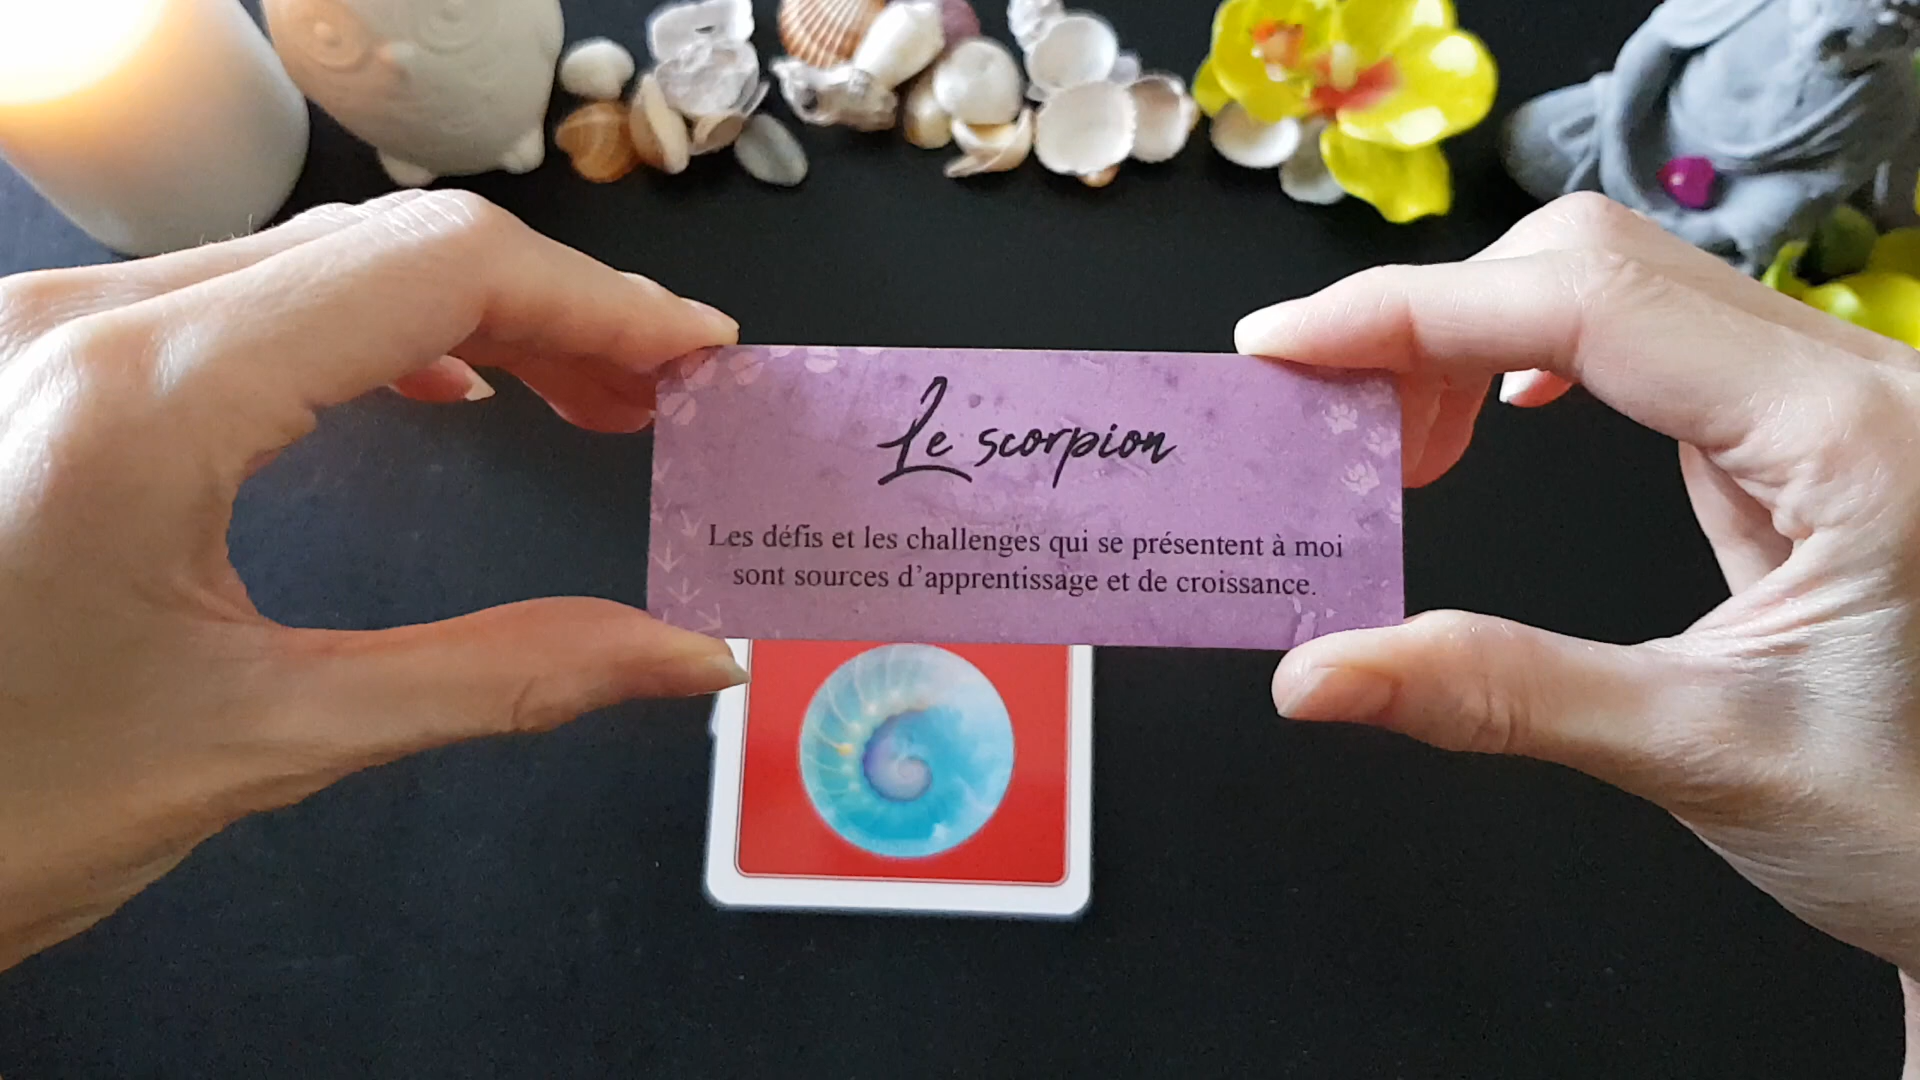 Le scorpion
Les défis et les challenges qui se présentent à moi
sont sources d'apprentissage et de croissance.